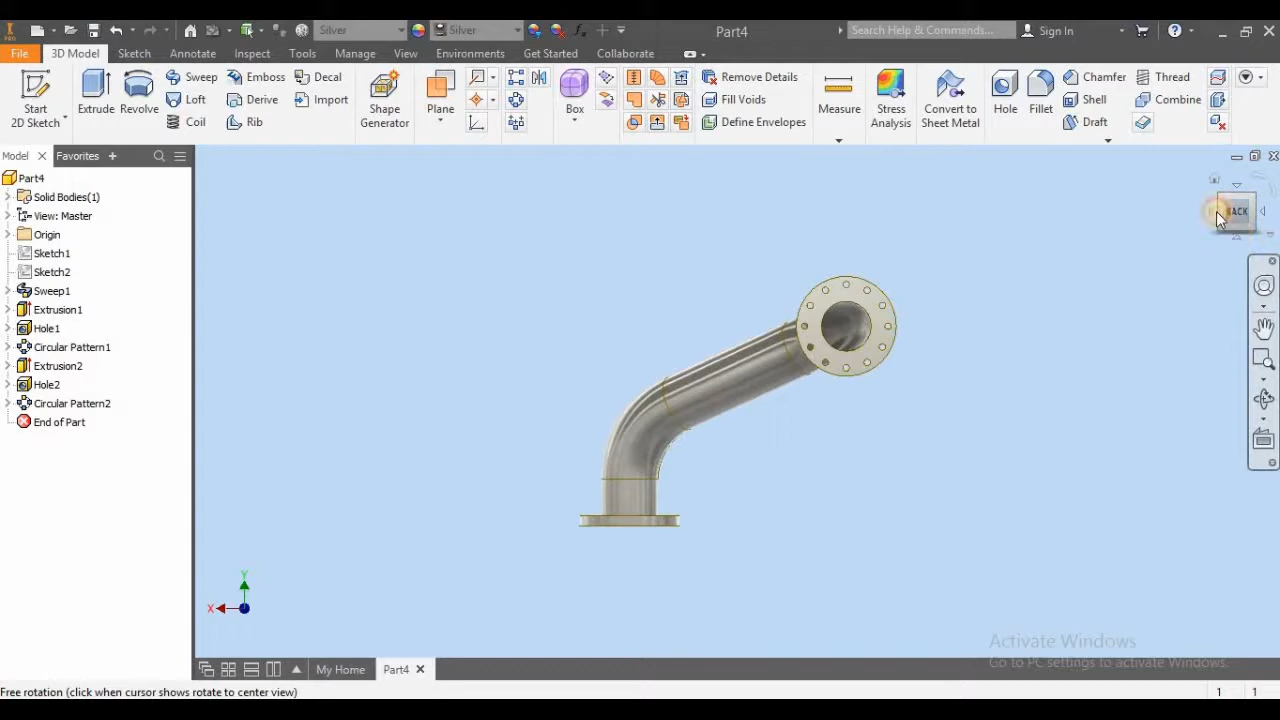 PRO
Silver
Silver
Part4
Search Help & Commands...
Sign In
File
3D Model
Sketch
Annotate
Inspect
Tools
Manage
View
Environments
Get Started
Collaborate
Start
2D Sketch
Extrude
Revolve
Sweep
Loft
Coil
Emboss
Derive
Rib
Decal
Import
Shape
Generator
Plane
Box
Remove Details
Fill Voids
Define Envelopes
Measure
Stress
Analysis
Convert to
Sheet Metal
Hole
Fillet
Chamfer
Shell
Draft
Thread
Combine
Model
Favorites
Part4
Solid Bodies(1)
View: Master
Origin
Sketch1
Sketch2
Sweep1
Extrusion1
Hole1
Circular Pattern1
Extrusion2
Hole2
Circular Pattern2
End of Part
Y
X
Activate Windows
Go to PC settings to activate Windows.
My Home
Part4
Free rotation (click when cursor shows rotate to center view)
1
1